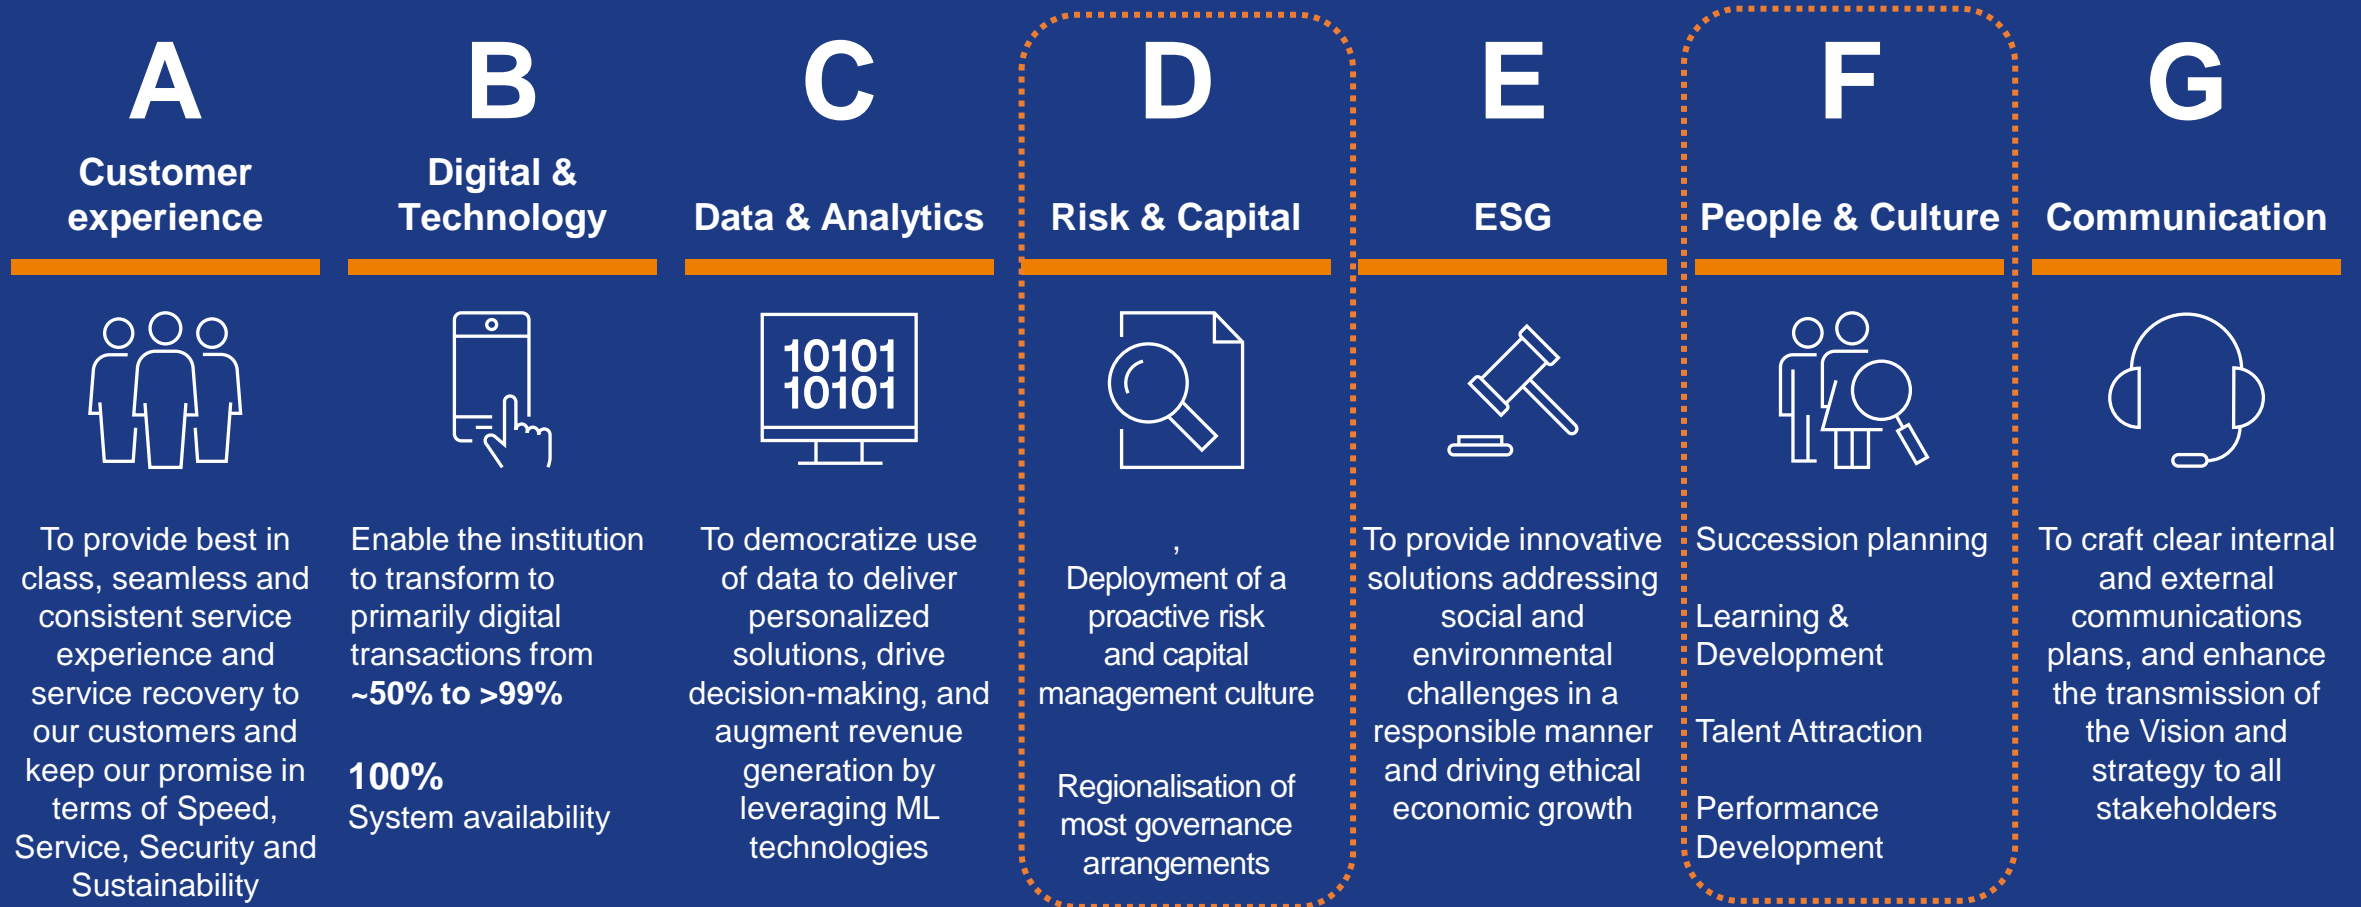 A
Customer
experience
To provide best in
class, seamless and
consistent service
experience and
service recovery to
our customers and
keep our promise in
terms of Speed,
Service, Security and
Sustainability
B
Digital &
Technology
Enable the institution
to transform to
primarily digital
transactions from
~50% to >99%
100%
System availability
C
Data & Analytics
10101
10101
To democratize use
of data to deliver
personalized
solutions, drive
decision-making, and
augment revenue
generation by
leveraging ML
technologies
D
Risk & Capital
,
Deployment of a
proactive risk
and capital
management culture
Regionalisation of
most governance
arrangements
E
ESG
To provide innovative
solutions addressing
social and
environmental
challenges in a
responsible manner
and driving ethical
economic growth
F
People & Culture
Succession planning
Learning &
Development
Talent Attraction
Performance
Development
G
Communication
To craft clear internal
and external
communications
plans, and enhance
the transmission of
the Vision and
strategy to all
stakeholders